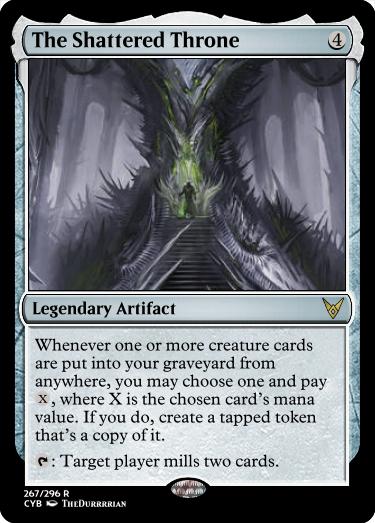 The Shattered Throne 4
Legendary Artifact
Whenever one or more creature cards
are put into your graveyard from
anywhere, you may choose one and pay
X, where X is the chosen card's mana
value. If you do, create a tapped token
that's a copy of it.
: Target player mills two cards.
267/296 R
CYB TheDurrrrian